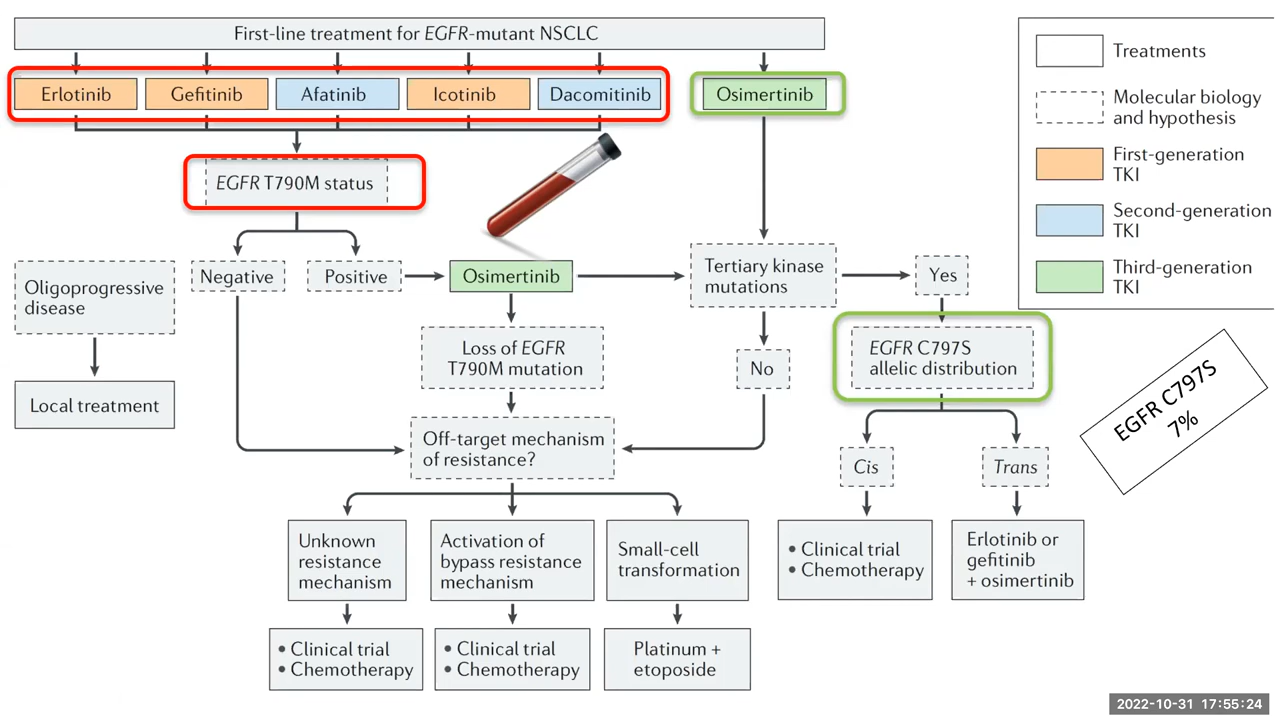 First-line treatment for EGFR-mutant NSCLC
Erlotinib
Gefitinib
Afatinib
Icotinib
Dacomitinib
Osimertinib
Treatments
Molecular biology
and hypothesis
First-generation
TKI
Second-generation
TKI
Third-generation
TKI
EGFR T790M status
Oligoprogressive
disease
Negative
Positive
Osimertinib
Tertiary kinase
mutations
Yes
Local treatment
Loss of EGFR
T790M mutation
No
EGFR C797S
allelic distribution
EGFR C797S
7%
Off-target mechanism
of resistance?
Cis
Trans
Unknown
resistance
mechanism
Activation of
bypass resistance
mechanism
Small-cell
transformation
• Clinical trial
• Chemotherapy
Erlotinib or
gefitinib
+ osimertinib
• Clinical trial
• Chemotherapy
• Clinical trial
• Chemotherapy
Platinum +
etoposide
2022-10-31 17:55:24